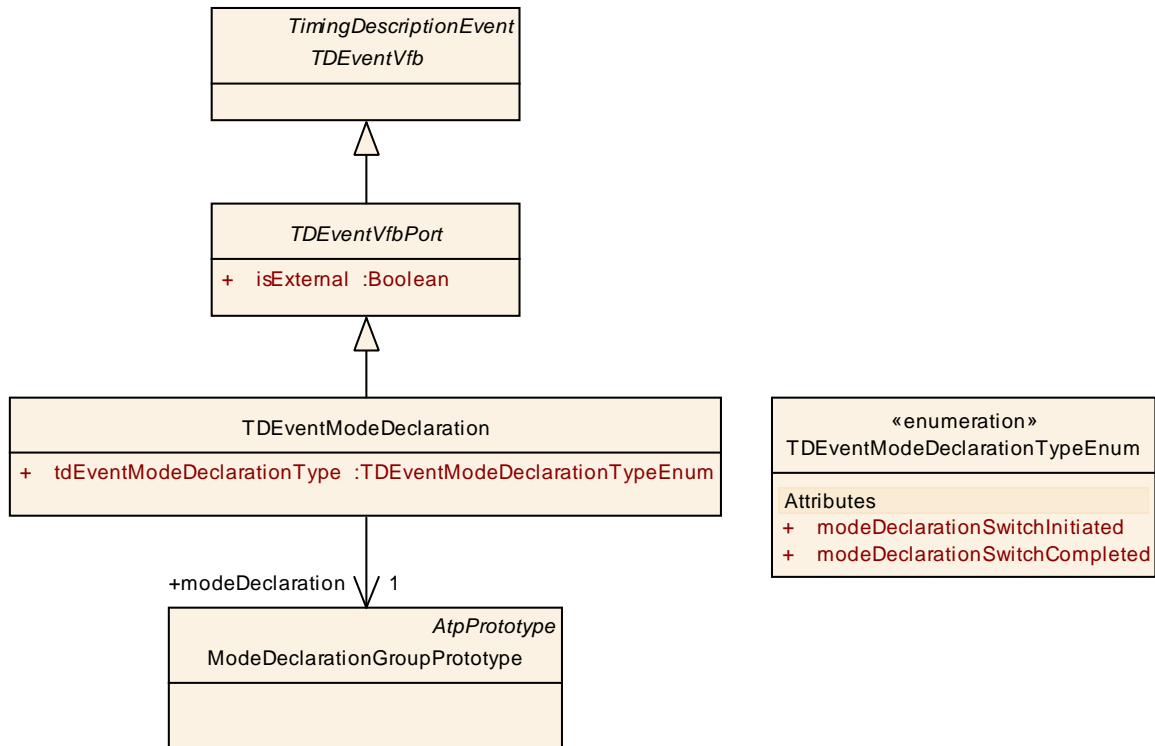 TimingDescriptionEvent
TDEventVfb
TDEventVfbPort
+ isExternal :Boolean
TDEventModeDeclaration
+ tdEventModeDeclarationType :TDEventModeDeclarationTypeEnum
«enumeration»
TDEventModeDeclarationTypeEnum
Attributes
+ modeDeclarationSwitchInitiated
+ modeDeclarationSwitchCompleted
+modeDeclaration 1
AtpPrototype
ModeDeclarationGroupPrototype